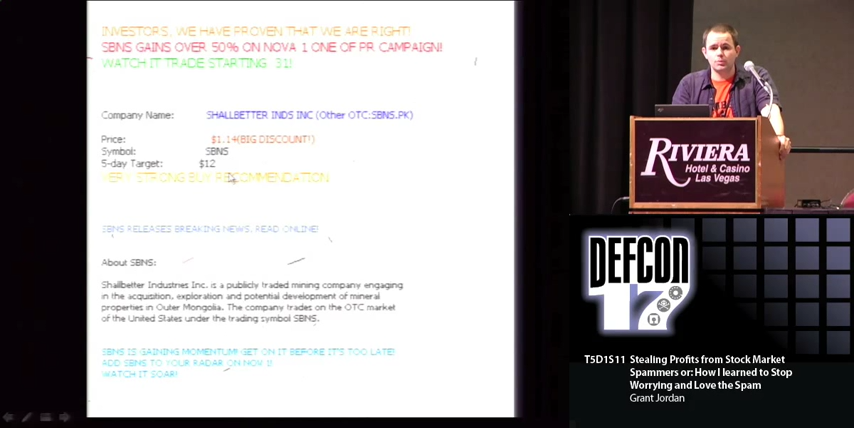 INVESTORS, WE HAVE PROVEN THAT WE ARE RIGHT!
SBNS GAINS OVER 50% ON NOVA 1 ONE OF PR CAMPAIGN!
WATCH IT TRADE STARTING 31!
Company Name: SHALLBETTER INDS INC (Other OTC:SBNS.PK)
Price: $1.14(BIG DISCOUNT!)
Symbol: SBNS
5-day Target: $12
VERY STRONG BUY RECOMMENDATION
SBNS RELEASES BREAKING NEWS. READ ONLINE!
About SBNS:
Shallbetter Industries Inc. is a publicly traded mining company engaging
in the acquisition, exploration and potential development of mineral
properties in Outer Mongolia. The company trades on the OTC market
of the United States under the trading symbol SBNS.
SBNS IS GAINING MOMENTUM-GET ON IT BEFORE IT'S TOO LATE!
ADD SBNS TO YOUR RADAR ON NOV 1!
WATCH IT SOAR!
RIVIERA
Hotel & Casino
Las Vegas
DEFCON
17
T5D1S11 Stealing Profits from Stock Market
Spammers or: How I learned to Stop
Worrying and Love the Spam
Grant Jordan